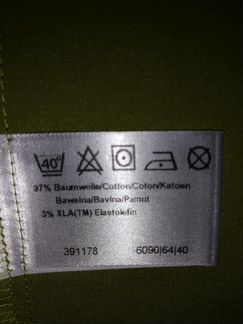 40°
97% Baumwolle/Cotton/Coton/Katoen
Bawelna/Bavlna/Pamut
3% XLA(TM) Elastolefin
391178 6090|64|40